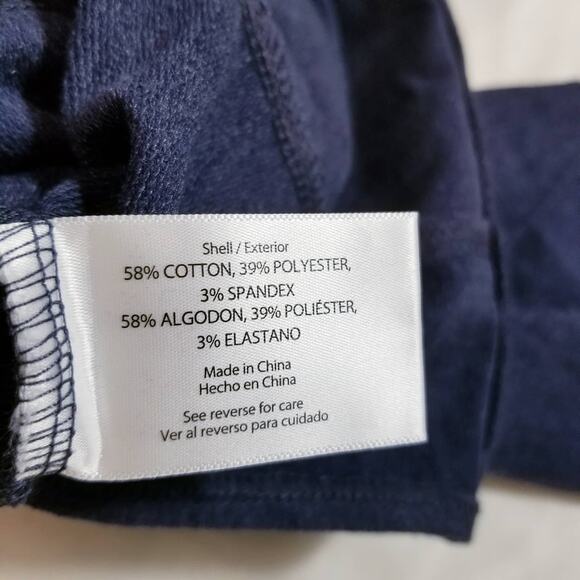 Shell / Exterior
58% COTTON, 39% POLYESTER,
3% SPANDEX
58% ALGODON, 39% POLIÉSTER,
3% ELASTANO
Made in China
Hecho en China
See reverse for care
Ver al reverso para cuidado